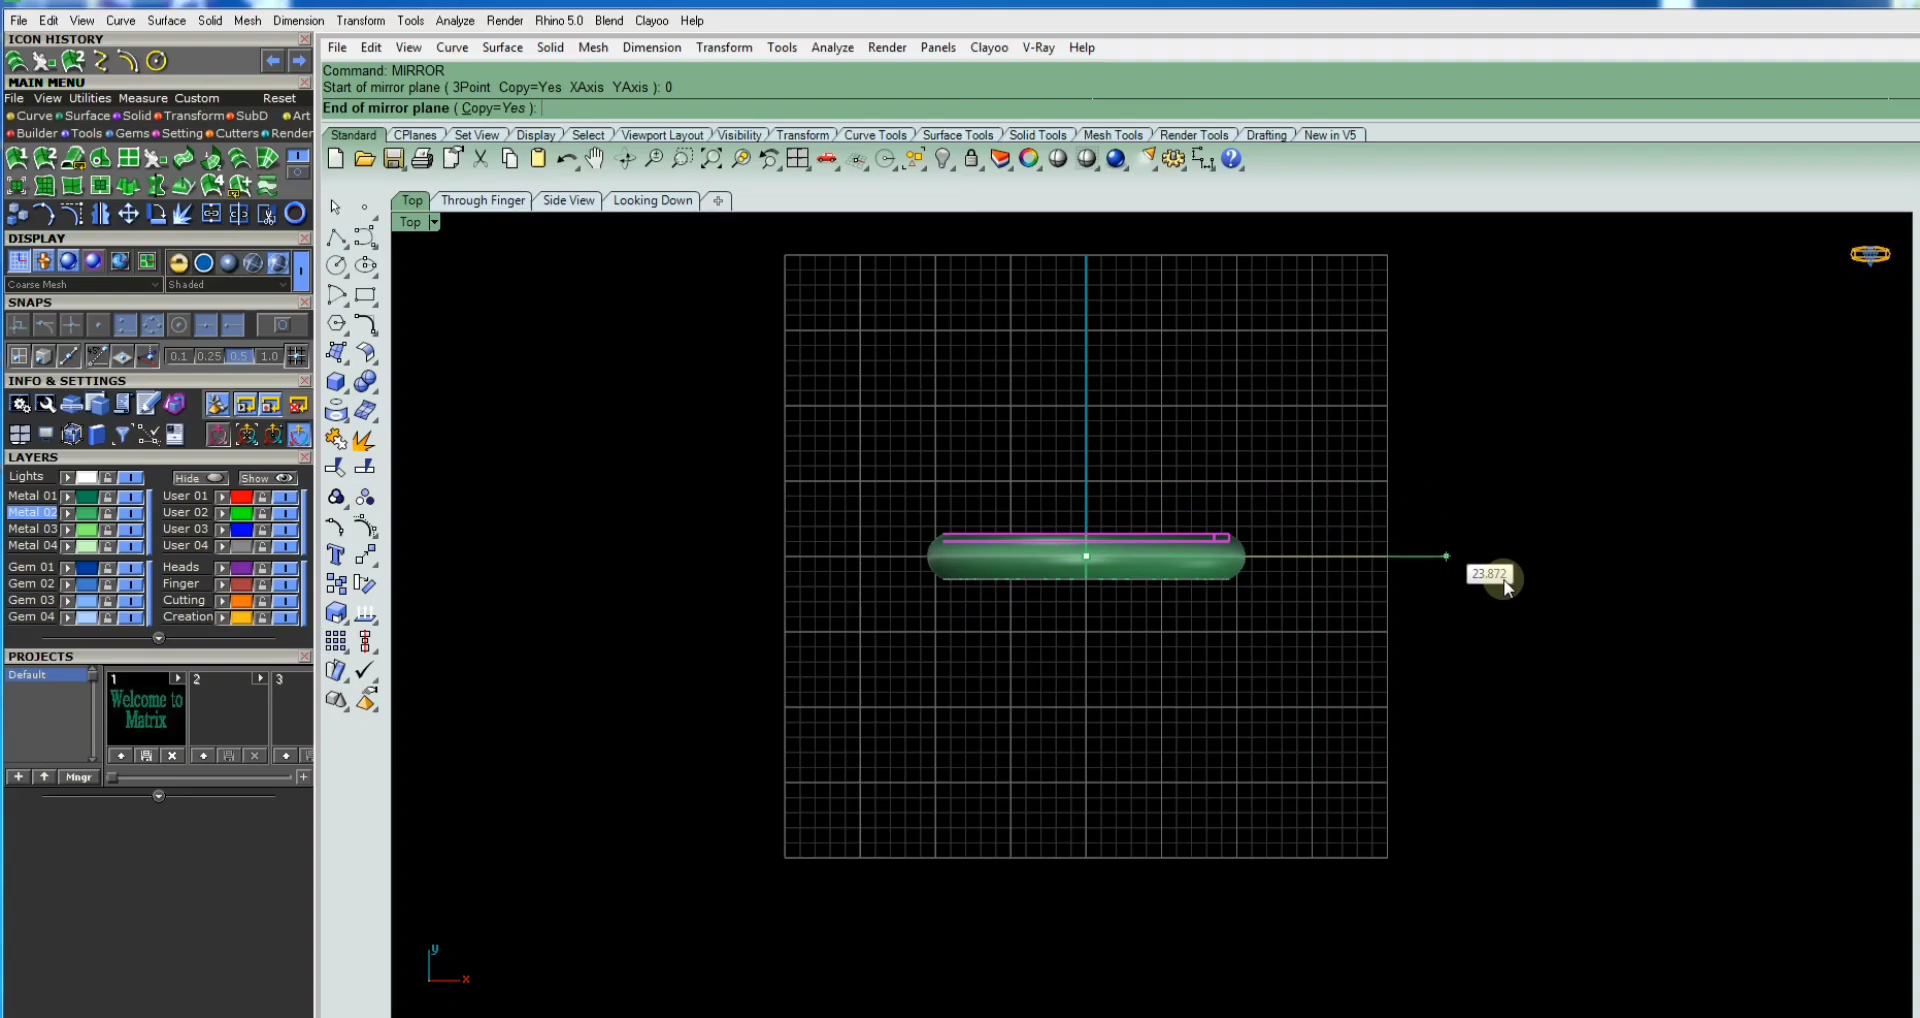 File Edit View Curve Surface Solid Mesh Dimension Transform Tools Analyze Render Rhino 5.0 Blend Clayoo Help
ICON HISTORY
MAIN MENU
File View Utilities Measure Custom Reset
Curve Surface Solid Transform SubD Art
Builder Tools Gems Setting Cutters Render
DISPLAY
Coarse Mesh Shaded
SNAPS
0.1 0.25 0.5 1.0
INFO & SETTINGS
LAYERS
Lights Hide Show
Metal 01 User 01
Metal 02 User 02
Metal 03 User 03
Metal 04 User 04
Gem 01 Heads
Gem 02 Finger
Gem 03 Cutting
Gem 04 Creation
PROJECTS
Default 1 2 3
Welcome to
Matrix
Mngr
File Edit View Curve Surface Solid Mesh Dimension Transform Tools Analyze Render Panels Clayoo V-Ray Help
Command: MIRROR
Start of mirror plane ( 3Point Copy=Yes XAxis YAxis ): 0
End of mirror plane ( Copy=Yes ):
Standard CPlanes Set View Display Select Viewport Layout Visibility Transform Curve Tools Surface Tools Solid Tools Mesh Tools Render Tools Drafting New in V5
Top Through Finger Side View Looking Down
Top
23.872
y
x